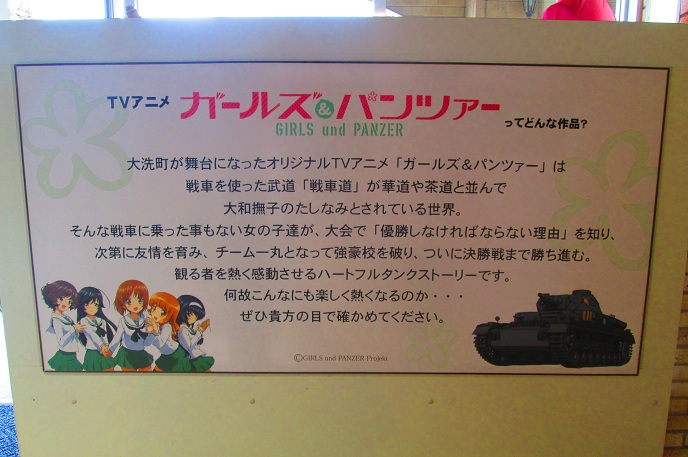 TVアニメ ガールズ&パンツァー ってどんな作品?
GIRLS und PANZER
大洗町が舞台になったオリジナルTVアニメ「ガールズ&パンツァー」は
戦車を使った武道「戦車道」が華道や茶道と並んで
大和撫子のたしなみとされている世界。
そんな戦車に乗った事もない女の子達が、大会で「優勝しなければならない理由」を知り、
次第に友情を育み、チーム一丸となって強豪校を破り、ついに決勝戦まで勝ち進む。
観る者を熱く感動させるハートフルタンクストーリーです。
何故こんなにも楽しく熱くなるのか・・・
ぜひ貴方の目で確かめてください。
©GIRLS und PANZER Projekt